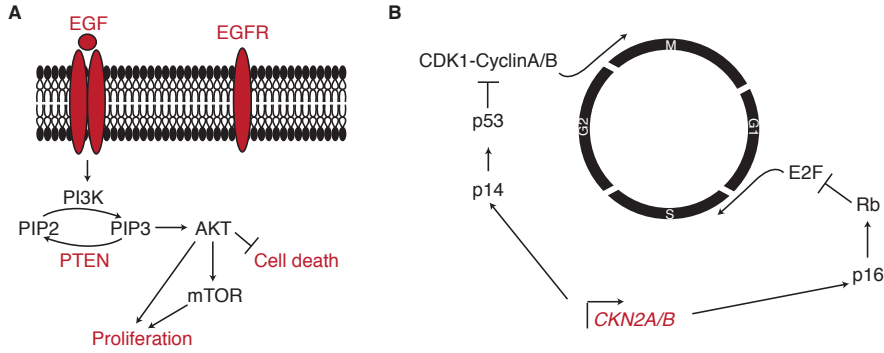 A
EGF
EGFR
PI3K
PIP2
PIP3
AKT
PTEN
Cell death
mTOR
Proliferation
B
CDK1-CyclinA/B
M
p53
G2
G1
p14
E2F
Rb
S
p16
CKN2A/B